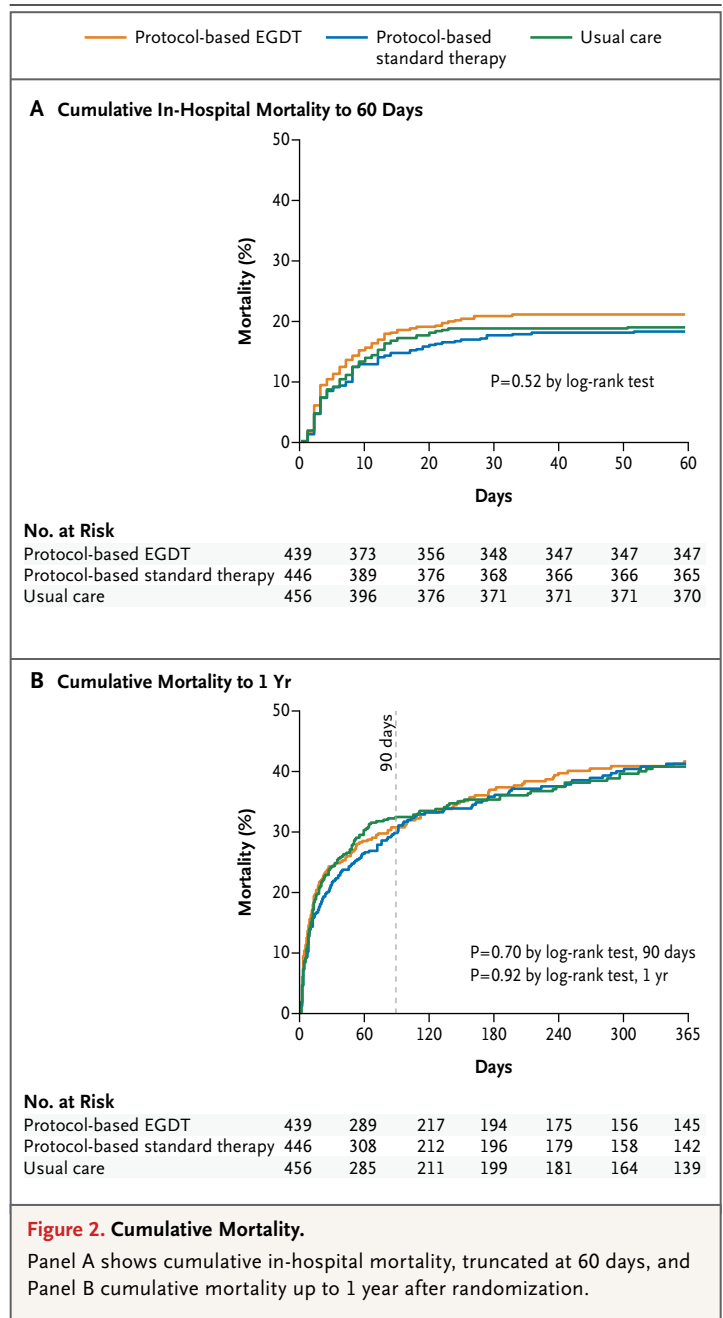 Protocol-based EGDT
Protocol-based standard therapy
Usual care
A Cumulative In-Hospital Mortality to 60 Days
Mortality (%)
50
40
30
20
10
0
P=0.52 by log-rank test
0 10 20 30 40 50 60
Days
No. at Risk
Protocol-based EGDT 439 373 356 348 347 347 347
Protocol-based standard therapy 446 389 376 368 366 366 365
Usual care 456 396 376 371 371 371 370
B Cumulative Mortality to 1 Yr
Mortality (%)
50
40
30
20
10
0
90 days
P=0.70 by log-rank test, 90 days
P=0.92 by log-rank test, 1 yr
0 60 120 180 240 300 365
Days
No. at Risk
Protocol-based EGDT 439 289 217 194 175 156 145
Protocol-based standard therapy 446 308 212 196 179 158 142
Usual care 456 285 211 199 181 164 139
Figure 2. Cumulative Mortality.
Panel A shows cumulative in-hospital mortality, truncated at 60 days, and
Panel B cumulative mortality up to 1 year after randomization.